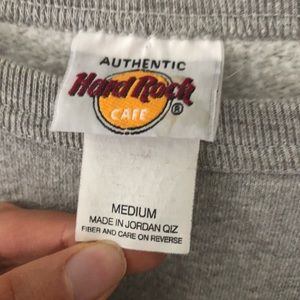 AUTHENTIC
Hard Rock
CAFE ®
MEDIUM
MADE IN JORDAN QIZ
FIBER AND CARE ON REVERSE